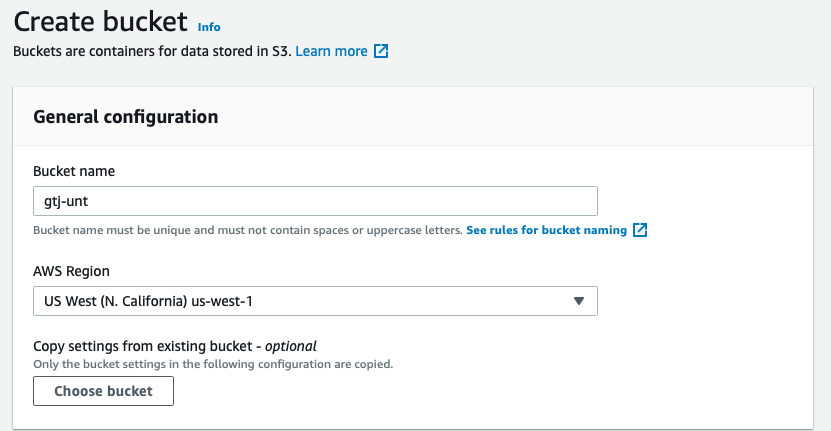 Create bucket Info
Buckets are containers for data stored in S3. Learn more
General configuration
Bucket name
gtj-unt
Bucket name must be unique and must not contain spaces or uppercase letters. See rules for bucket naming
AWS Region
US West (N. California) us-west-1
Copy settings from existing bucket - optional
Only the bucket settings in the following configuration are copied.
Choose bucket